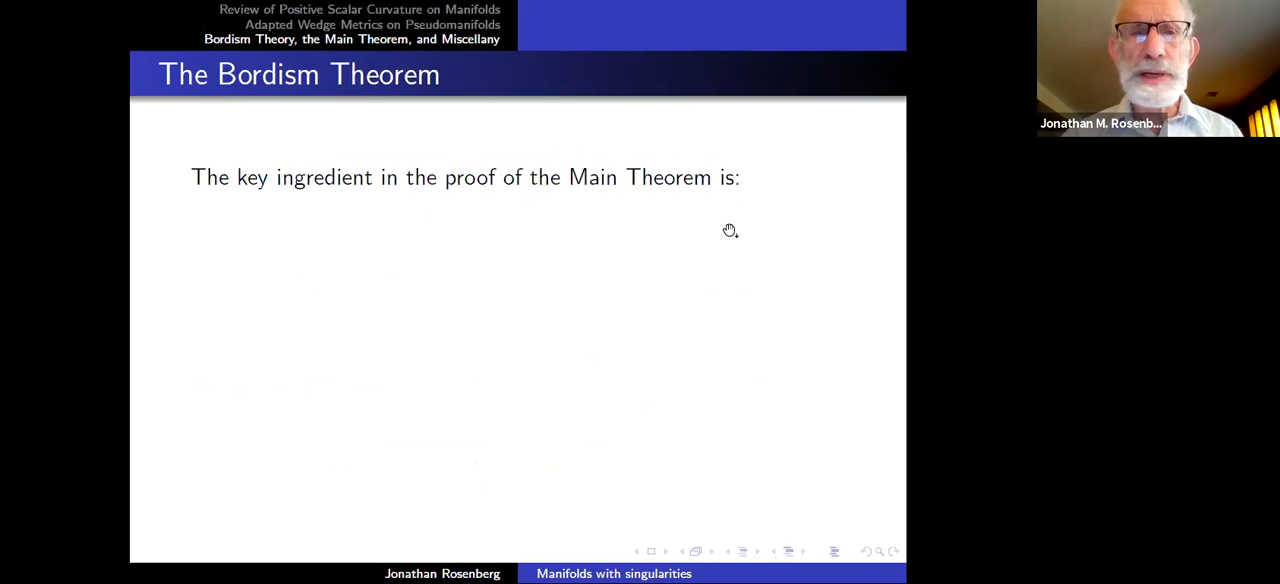 Review of Positive Scalar Curvature on Manifolds
Adapted Wedge Metrics on Pseudomanifolds
Bordism Theory, the Main Theorem, and Miscellany
The Bordism Theorem
The key ingredient in the proof of the Main Theorem is:
Jonathan M. Rosenb...
Jonathan Rosenberg
Manifolds with singularities